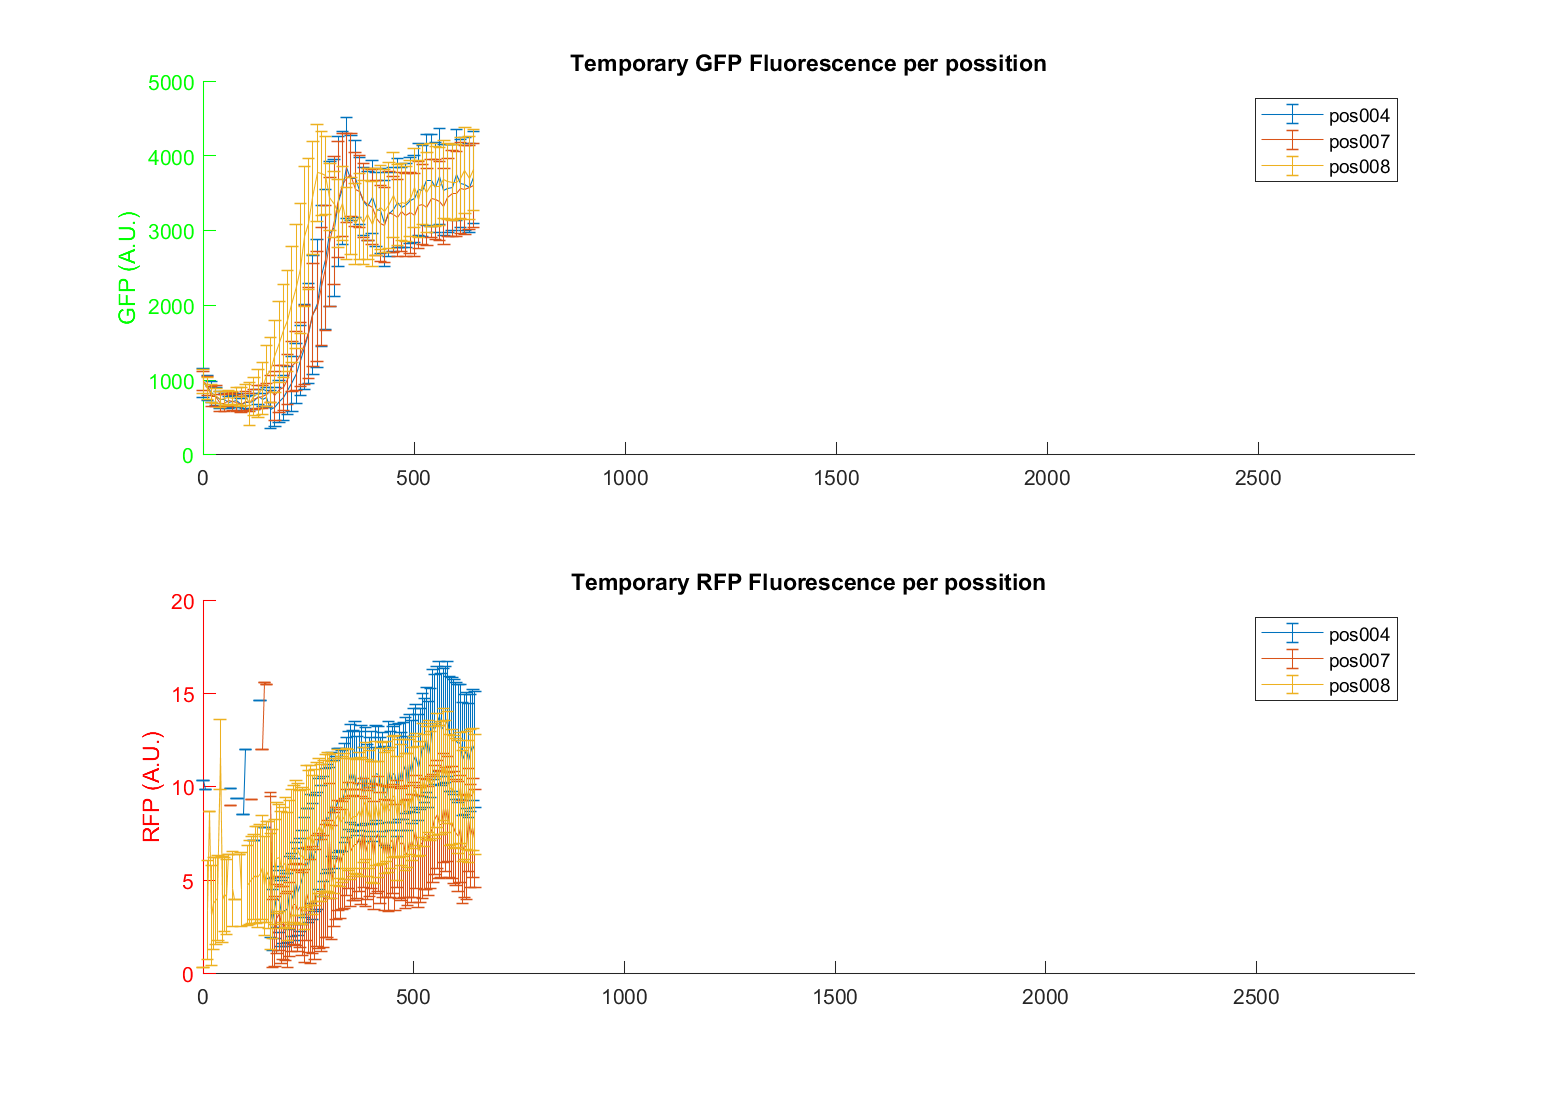 Temporary GFP Fluorescence per possition
5000
4000
3000
2000
1000
0
GFP (A.U.)
pos004
pos007
pos008
0 500 1000 1500 2000 2500
Temporary RFP Fluorescence per possition
20
15
10
5
0
RFP (A.U.)
pos004
pos007
pos008
0 500 1000 1500 2000 2500